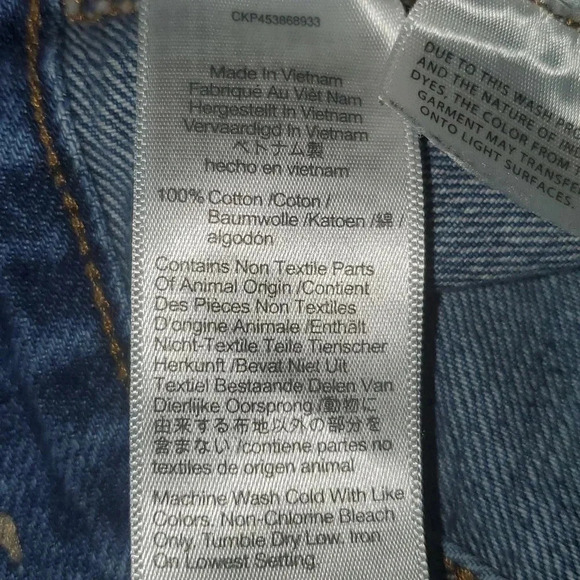 CKP453868933
Made In Vietnam
Fabriqué Au Việt Nam
Hergestellt In Vietnam
Vervaardigd In Vietnam
ベトナム製
hecho en vietnam
100% Cotton /Coton /
Baumwolle /Katoen /綿 /
algodón
Contains Non Textile Parts
Of Animal Origin /Contient
Des Pièces Non Textiles
D'origine Animale /Enthält
Nicht-Textile Teile Tierischer
Herkunft /Bevat Niet Uit
Textiel Bestaande Delen Van
Dierlijke Oorsprong /動物に
由来する布地以外の部分を
含まない /contiene partes no
textiles de origen animal
Machine Wash Cold With Like
Colors. Non-Chlorine Bleach
Only. Tumble Dry Low. Iron
On Lowest Setting.
DUE TO THIS WASH
AND THE NATURE OF
DYES, THE COLOR FROM
GARMENT MAY TRANSFER
ONTO LIGHT SURFACES.